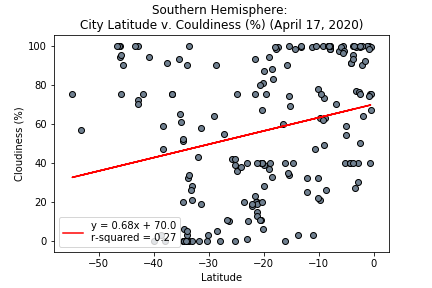 Southern Hemisphere:
City Latitude v. Couldiness (%) (April 17, 2020)
Cloudiness (%)
100
80
60
40
20
0
y = 0.68x + 70.0
r-squared = 0.27
−50
−40
−30
−20
−10
0
Latitude